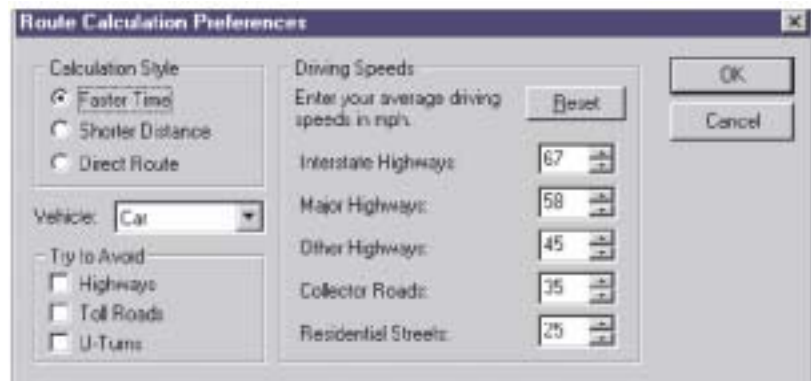 Route Calculation Preferences
Calculation Style
Faster Time
Shorter Distance
Direct Route
Vehicle: Car
Try to Avoid
Highways
Toll Roads
U-Turns
Driving Speeds
Enter your average driving
speeds in mph.
Reset
Interstate Highways: 67
Major Highways: 58
Other Highways: 45
Collector Roads: 35
Residential Streets: 25
OK
Cancel